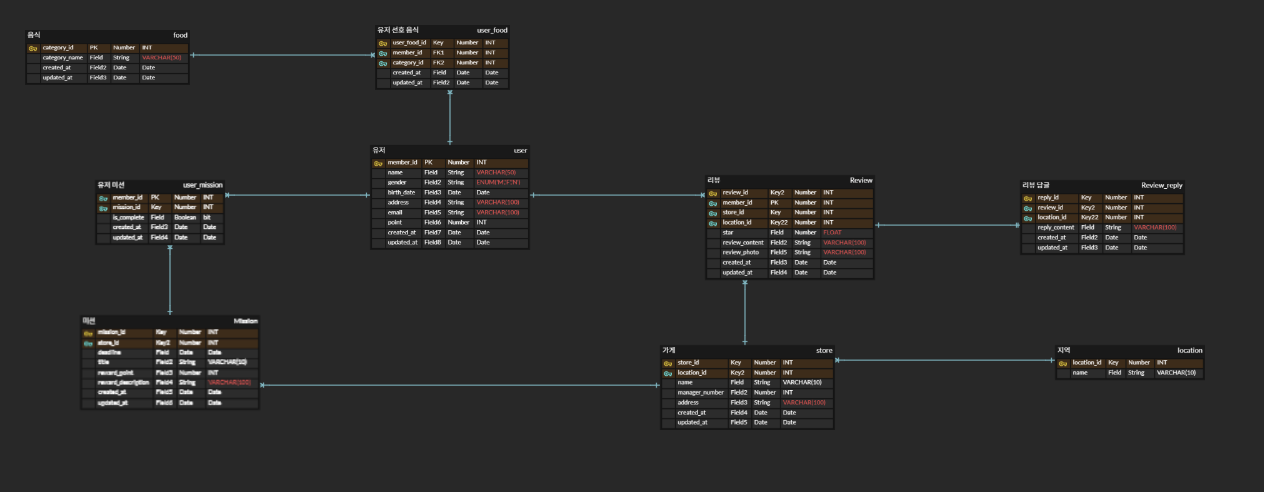 음식 food
category_id PK Number INT
category_name Field String VARCHAR(50)
created_at Field2 Date Date
updated_at Field3 Date Date
유저 선호 음식 user_food
user_food_id Key Number INT
member_id FK1 Number INT
category_id FK2 Number INT
created_at Field Date Date
updated_at Field2 Date Date
유저 user
member_id PK Number INT
name Field String VARCHAR(50)
gender Field2 String ENUM('M','F','N')
birth_date Field3 Date Date
address Field4 String VARCHAR(100)
email Field5 String VARCHAR(100)
point Field6 Number INT
created_at Field7 Date Date
updated_at Field8 Date Date
유저 미션 user_mission
member_id PK Number INT
mission_id Key Number INT
is_complete Field Boolean bit
created_at Field3 Date Date
updated_at Field4 Date Date
리뷰 Review
review_id Key2 Number INT
member_id PK Number INT
store_id Key Number INT
location_id Key22 Number INT
star Field Number FLOAT
review_content Field2 String VARCHAR(100)
review_photo Field5 String VARCHAR(100)
created_at Field3 Date Date
updated_at Field4 Date Date
리뷰 답글 Review_reply
reply_id Key Number INT
review_id Key2 Number INT
location_id Key22 Number INT
reply_content Field String VARCHAR(100)
created_at Field2 Date Date
updated_at Field3 Date Date
미션 Mission
mission_id Key Number INT
store_id Key2 Number INT
deadline Field Date Date
title Field2 String VARCHAR(10)
reward_point Field3 Number INT
reward_description Field4 String
created_at Field5 Date Date
updated_at Date Date
가게 store
store_id Key Number INT
location_id Key2 Number INT
name Field String VARCHAR(10)
manager_number Field2 Number INT
address Field3 String VARCHAR(100)
created_at Field4 Date Date
updated_at Field5 Date Date
지역 location
location_id Key Number INT
name Field String VARCHAR(10)